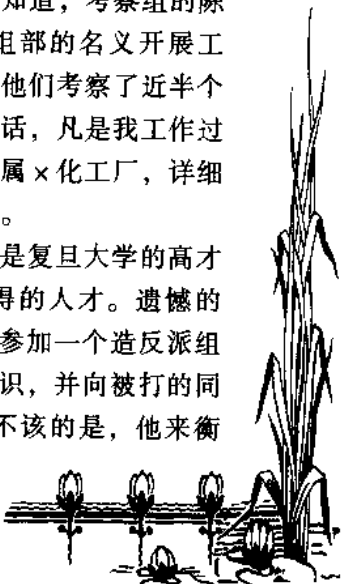 知道，考察组的陈
组部的名义开展工
他们考察了近半个
话，凡是我工作过
属×化工厂，详细
。
是复旦大学的高才
得的人才。遗憾的
参加一个造反派组
识，并向被打的同
不该的是，他来衡